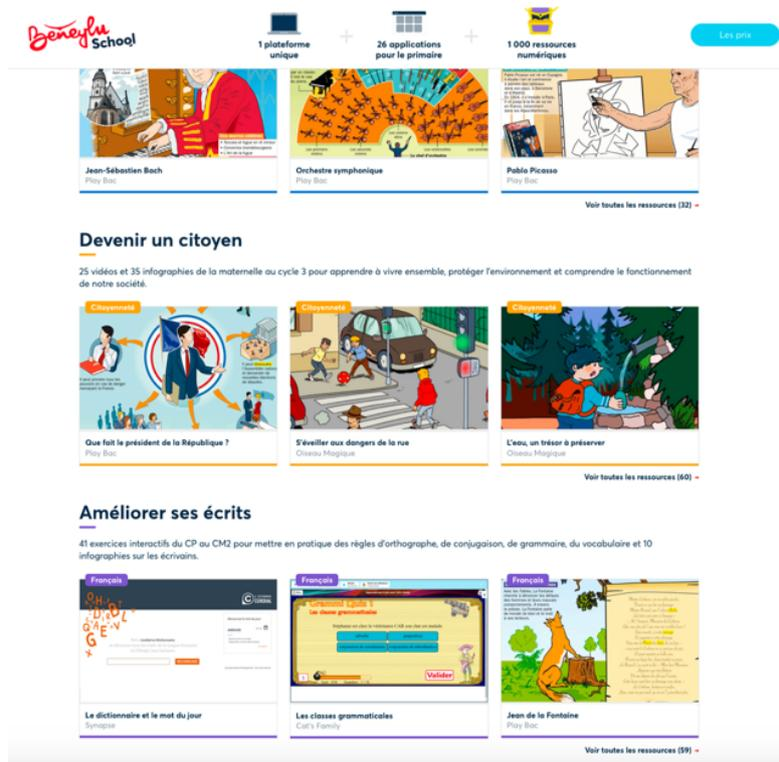 Beneylu School
1 plateforme
unique
26 applications
pour le primaire
1 000 ressources
numériques
Les prix
Jean-Sébastien Bach
Play Bac
Orchestre symphonique
Play Bac
Pablo Picasso
Play Bac
Voir toutes les ressources (32)
Devenir un citoyen
25 vidéos et 35 infographies de la maternelle au cycle 3 pour apprendre à vivre ensemble, protéger l'environnement et comprendre le fonctionnement
de notre société.
Citoyenneté
Citoyenneté
Citoyenneté
Que fait le président de la République ?
Play Bac
S'éveiller aux dangers de la rue
Oiseau Magique
L'eau, un trésor à préserver
Oiseau Magique
Voir toutes les ressources (60)
Améliorer ses écrits
41 exercices interactifs du CP au CM2 pour mettre en pratique des règles d'orthographe, de conjugaison, de grammaire, du vocabulaire et 10
infographies sur les écrivains.
Français
Français
Français
CORDIAL
Grammi Quiz 1
Les classes grammaticales
Valider
Le dictionnaire et le mot du jour
Synapse
Les classes grammaticales
Cat's Family
Jean de la Fontaine
Play Bac
Voir toutes les ressources (59)